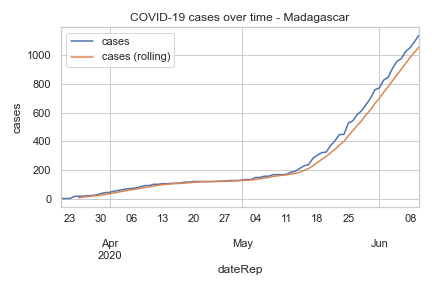 COVID-19 cases over time - Madagascar
cases
cases (rolling)
cases
1000
800
600
400
200
0
23 30 06 13 20 27 04 11 18 25 08
Apr May Jun
2020
dateRep